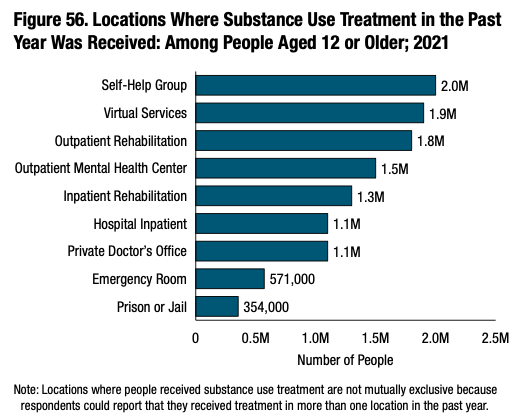 Figure 56. Locations Where Substance Use Treatment in the Past
Year Was Received: Among People Aged 12 or Older; 2021
Self-Help Group 2.0M
Virtual Services 1.9M
Outpatient Rehabilitation 1.8M
Outpatient Mental Health Center 1.5M
Inpatient Rehabilitation 1.3M
Hospital Inpatient 1.1M
Private Doctor's Office 1.1M
Emergency Room 571,000
Prison or Jail 354,000
0 0.5M 1.0M 1.5M 2.0M 2.5M
Number of People
Note: Locations where people received substance use treatment are not mutually exclusive because
respondents could report that they received treatment in more than one location in the past year.